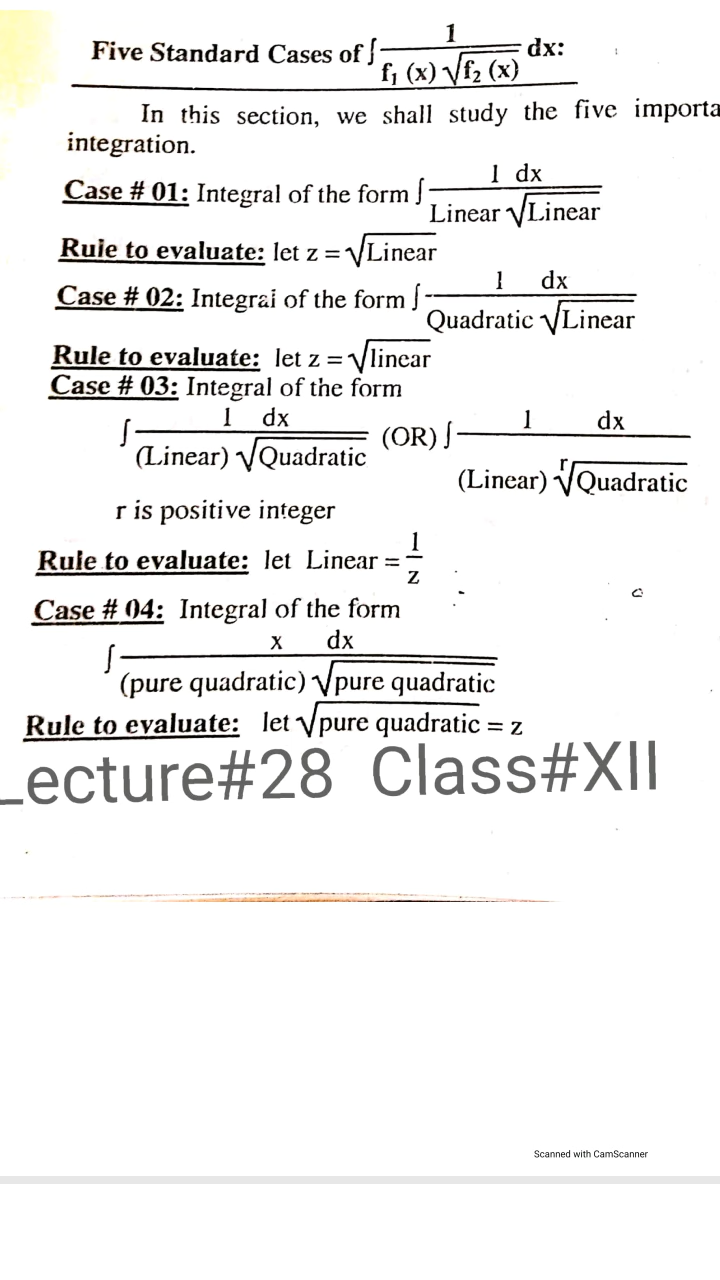 Five Standard Cases of ∫ 1 / (f₁ (x) √f₂ (x)) dx:
In this section, we shall study the five importa
integration.
Case # 01: Integral of the form ∫ 1 dx / (Linear √Linear)
Rule to evaluate: let z = √Linear
Case # 02: Integral of the form ∫ 1 dx / (Quadratic √Linear)
Rule to evaluate: let z = √linear
Case # 03: Integral of the form
∫ 1 dx / ((Linear) √Quadratic) (OR) ∫ 1 dx / ((Linear) ʳ√Quadratic)
r is positive integer
Rule to evaluate: let Linear = 1/z
Case # 04: Integral of the form
∫ x dx / ((pure quadratic) √pure quadratic)
Rule to evaluate: let √pure quadratic = z
Lecture#28 Class#XII
Scanned with CamScanner